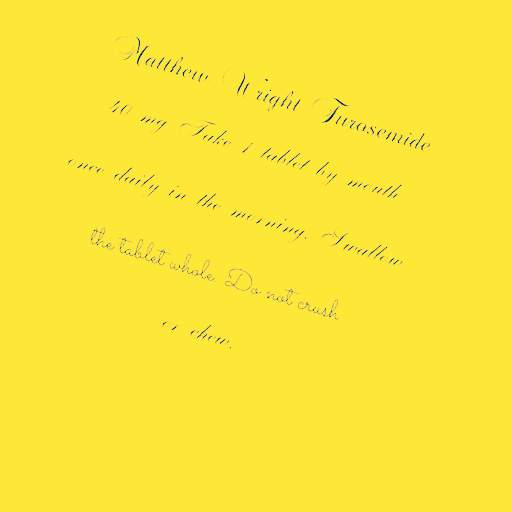 Matthew Wright Furosemide
40 mg Take 1 tablet by mouth
once daily in the morning. Swallow
the tablet whole. Do not crush
or chew.